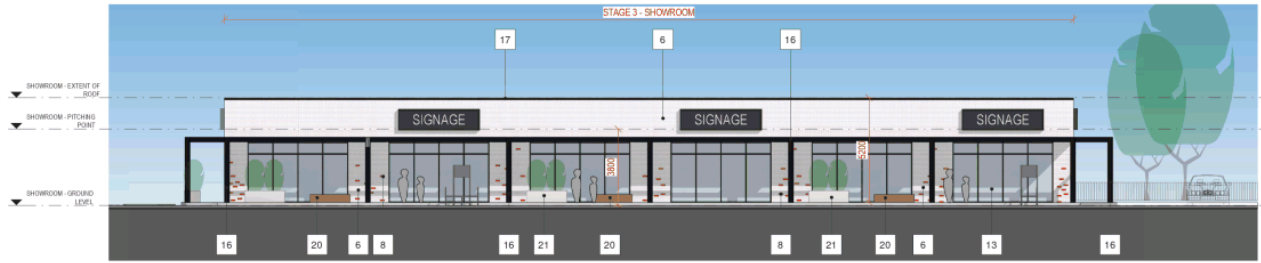 STAGE 3 - SHOWROOM
17
6
16
SHOWROOM - EXTENT OF
ROOF
SHOWROOM - PITCHING
POINT
SIGNAGE
SIGNAGE
SIGNAGE
3800
5200
SHOWROOM - GROUND
LEVEL
16
20
6
8
16
21
20
8
21
20
6
13
16